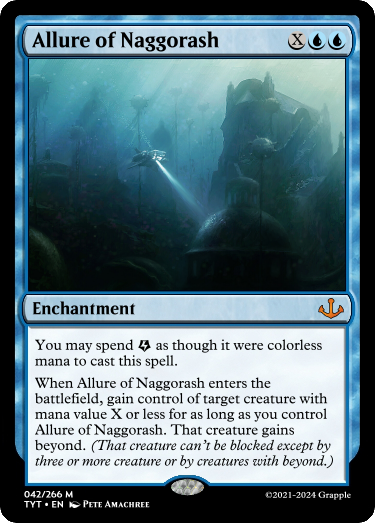 Allure of Naggorash X
Enchantment
You may spend as though it were colorless
mana to cast this spell.
When Allure of Naggorash enters the
battlefield, gain control of target creature with
mana value X or less for as long as you control
Allure of Naggorash. That creature gains
beyond. (That creature can't be blocked except by
three or more creature or by creatures with beyond.)
042/266 M
TYT • EN Pete Amachree
©2021-2024 Grapple